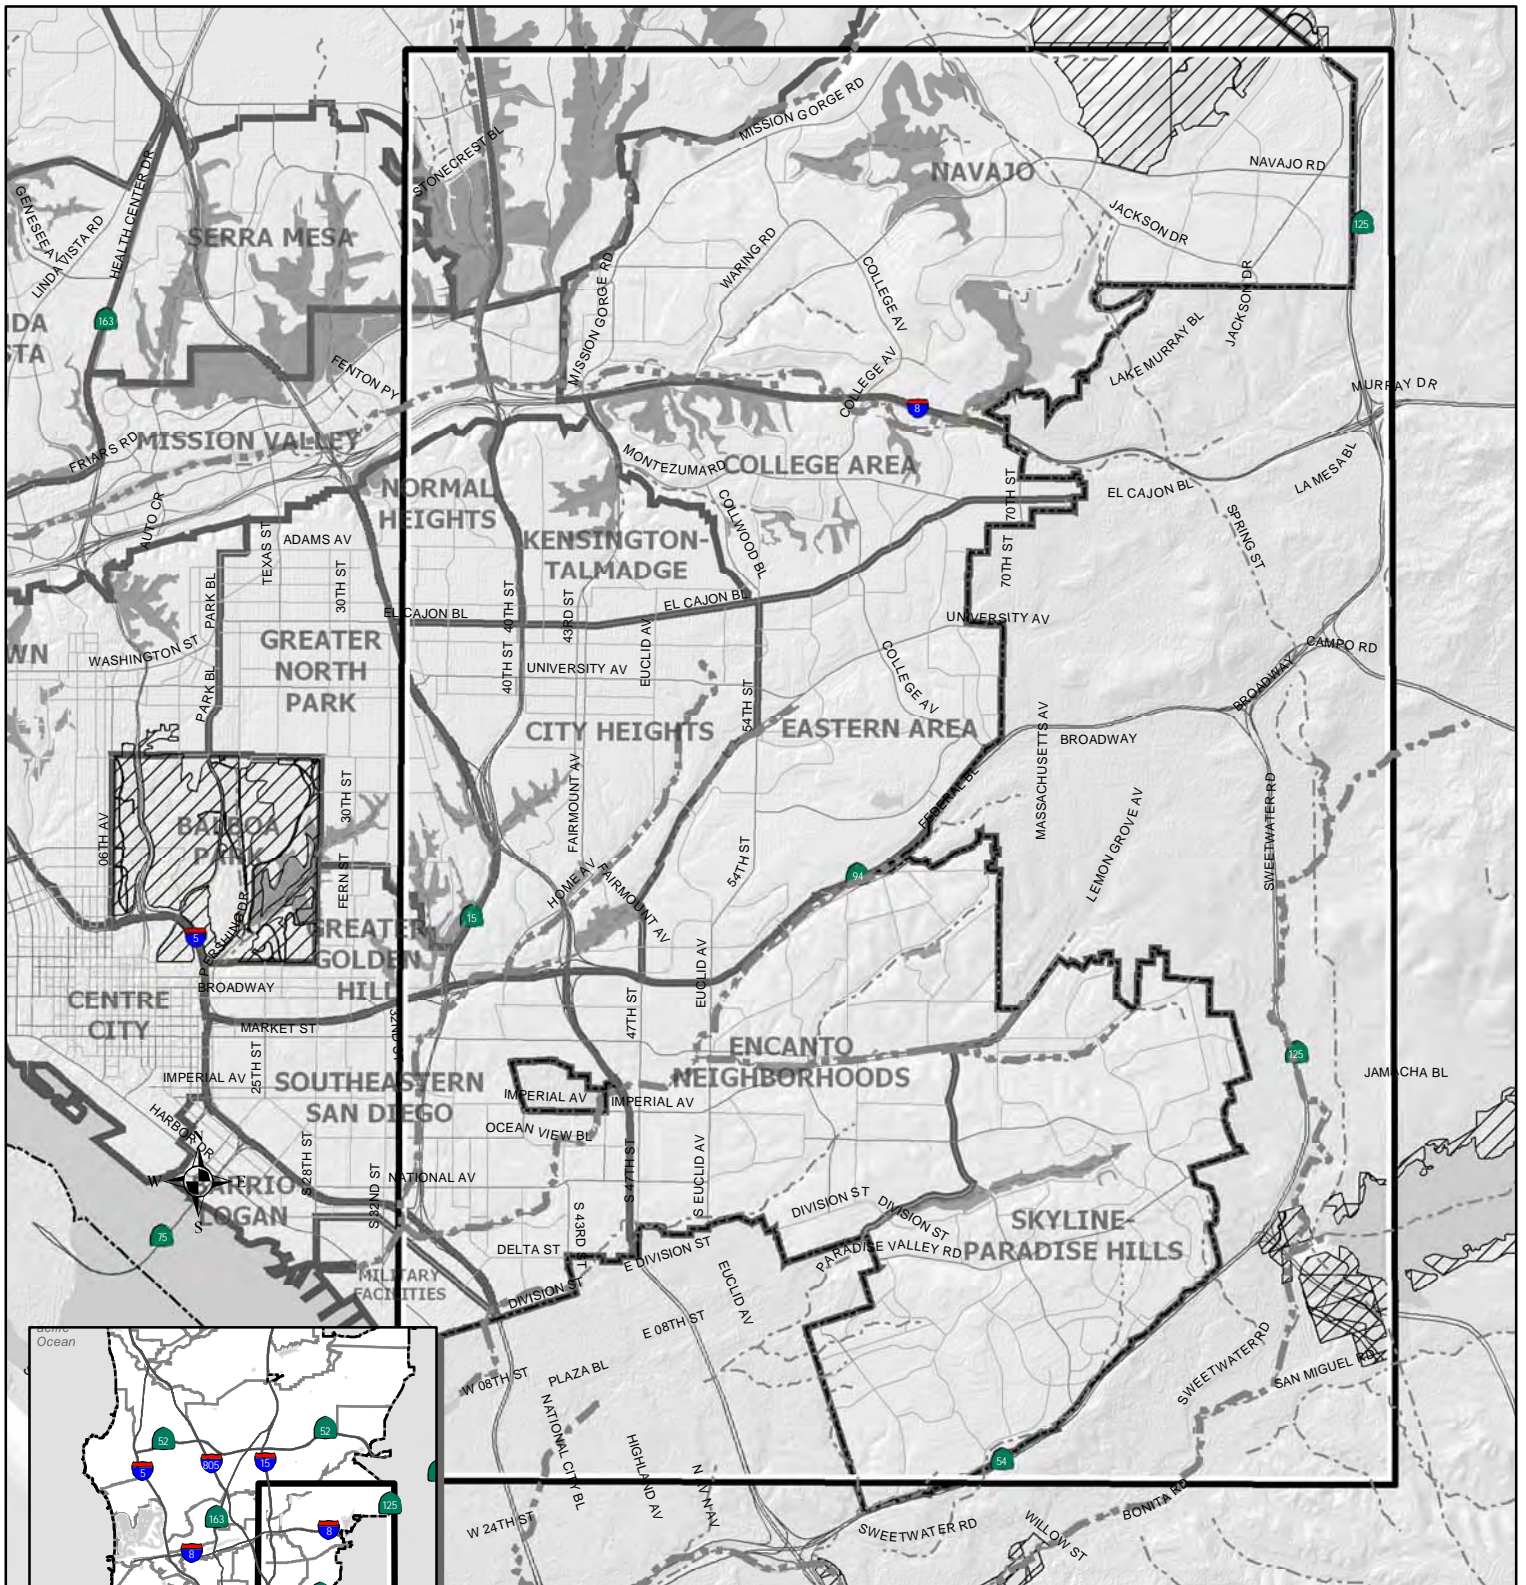 MISSION GORGE RD
STONECREST BL
NAVAJO
NAVAJO RD
HEALTH CENTER DR
LINDA VISTA RD
SERRA MESA
JACKSON DR
125
WARING RD
COLLEGE AV
MISSION GORGE RD
JACKSON DR
163
LAKE MURRAY BL
FENTON PY
COLLEGE AV
MURRAY DR
8
FRIARS RD
MISSION VALLEY
MONTEZUMA RD
COLLEGE AREA
LA MESA BL
NORMAL
HEIGHTS
70TH ST
EL CAJON BL
AUTO CR
COLLWOOD BL
SPRING ST
TEXAS ST
ADAMS AV
KENSINGTON-
TALMADGE
70TH ST
30TH ST
PARK BL
EL CAJON BL
40TH ST
43RD ST
EL CAJON BL
UNIVERSITY AV
WN
WASHINGTON ST
GREATER
NORTH
PARK
40TH ST
UNIVERSITY AV
EUCLID AV
COLLEGE AV
CAMPO RD
PARK BL
54TH ST
BROADWAY
CITY HEIGHTS
EASTERN AREA
MASSACHUSETTS AV
BROADWAY
30TH ST
FAIRMOUNT AV
FEDERAL BL
SWEETWATER RD
LEMON GROVE AV
BALBOA
PARK
06TH AV
54TH ST
94
FERN ST
HOME AV
FAIRMOUNT AV
15
5
PERSHING DR
GREATER
GOLDEN
HILL
EUCLID AV
BROADWAY
CENTRE
CITY
MARKET ST
32ND ST
47TH ST
ENCANTO
NEIGHBORHOODS
125
25TH ST
IMPERIAL AV
SOUTHEASTERN
SAN DIEGO
IMPERIAL AV
IMPERIAL AV
JAMACHA BL
HARBOR DR
OCEAN VIEW BL
N
W
E
S
S 28TH ST
S 32ND ST
NATIONAL AV
S 47TH ST
S EUCLID AV
BARRIO
LOGAN
75
S 43RD ST
DIVISION ST
DIVISION ST
SKYLINE-
PARADISE HILLS
DELTA ST
E DIVISION ST
PARADISE VALLEY RD
MILITARY
FACILITIES
DIVISION ST
EUCLID AV
E 08TH ST
Ocean
W 08TH ST
PLAZA BL
SWEETWATER RD
SAN MIGUEL RD
NATIONAL CITY BL
HIGHLAND AV
N AV
N AV
52
52
5
805
15
54
163
125
8
8
W 24TH ST
SWEETWATER RD
WILLOW ST
BONITA RD